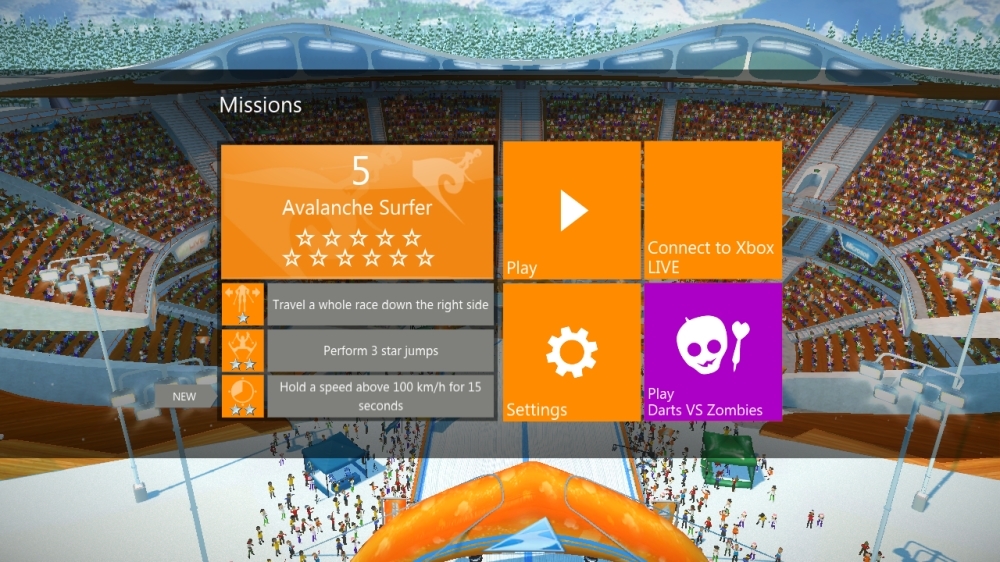 Missions
5
Avalanche Surfer
Travel a whole race down the right side
Perform 3 star jumps
NEW
Hold a speed above 100 km/h for 15
seconds
Play
Connect to Xbox
LIVE
Settings
Play
Darts VS Zombies